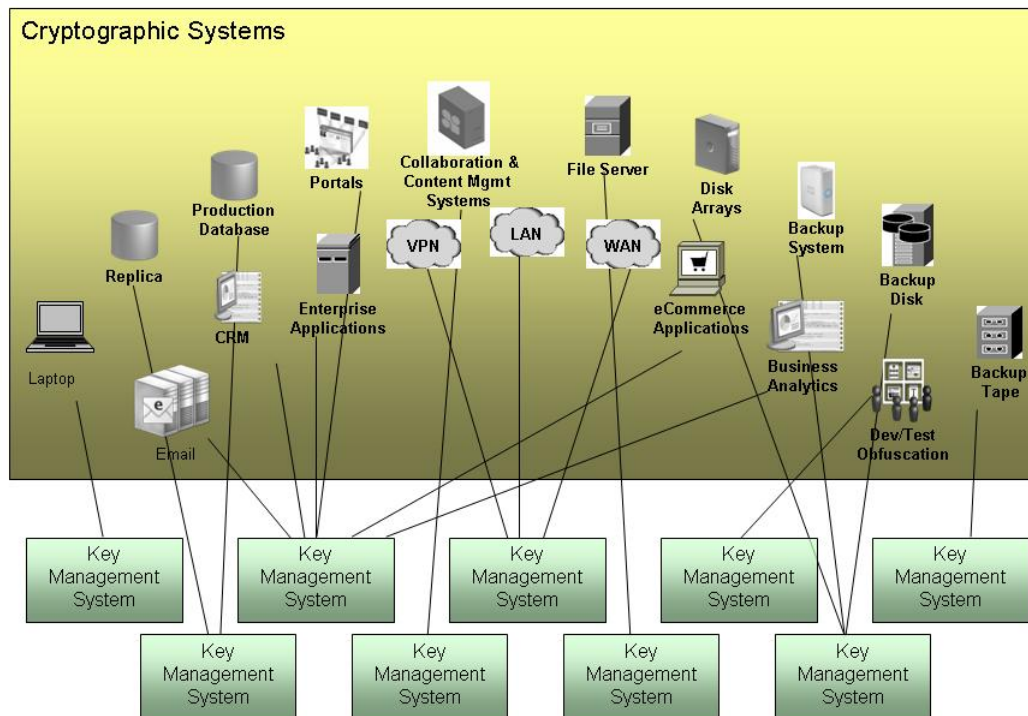 Cryptographic Systems
Portals
Collaboration &
Content Mgmt
Systems
File Server
Disk
Arrays
Production
Database
Backup
System
VPN
LAN
WAN
Replica
Enterprise
Applications
eCommerce
Applications
Backup
Disk
CRM
Business
Analytics
Laptop
Backup
Tape
e
Email
Dev/Test
Obfuscation
Key
Management
System
Key
Management
System
Key
Management
System
Key
Management
System
Key
Management
System
Key
Management
System
Key
Management
System
Key
Management
System
Key
Management
System